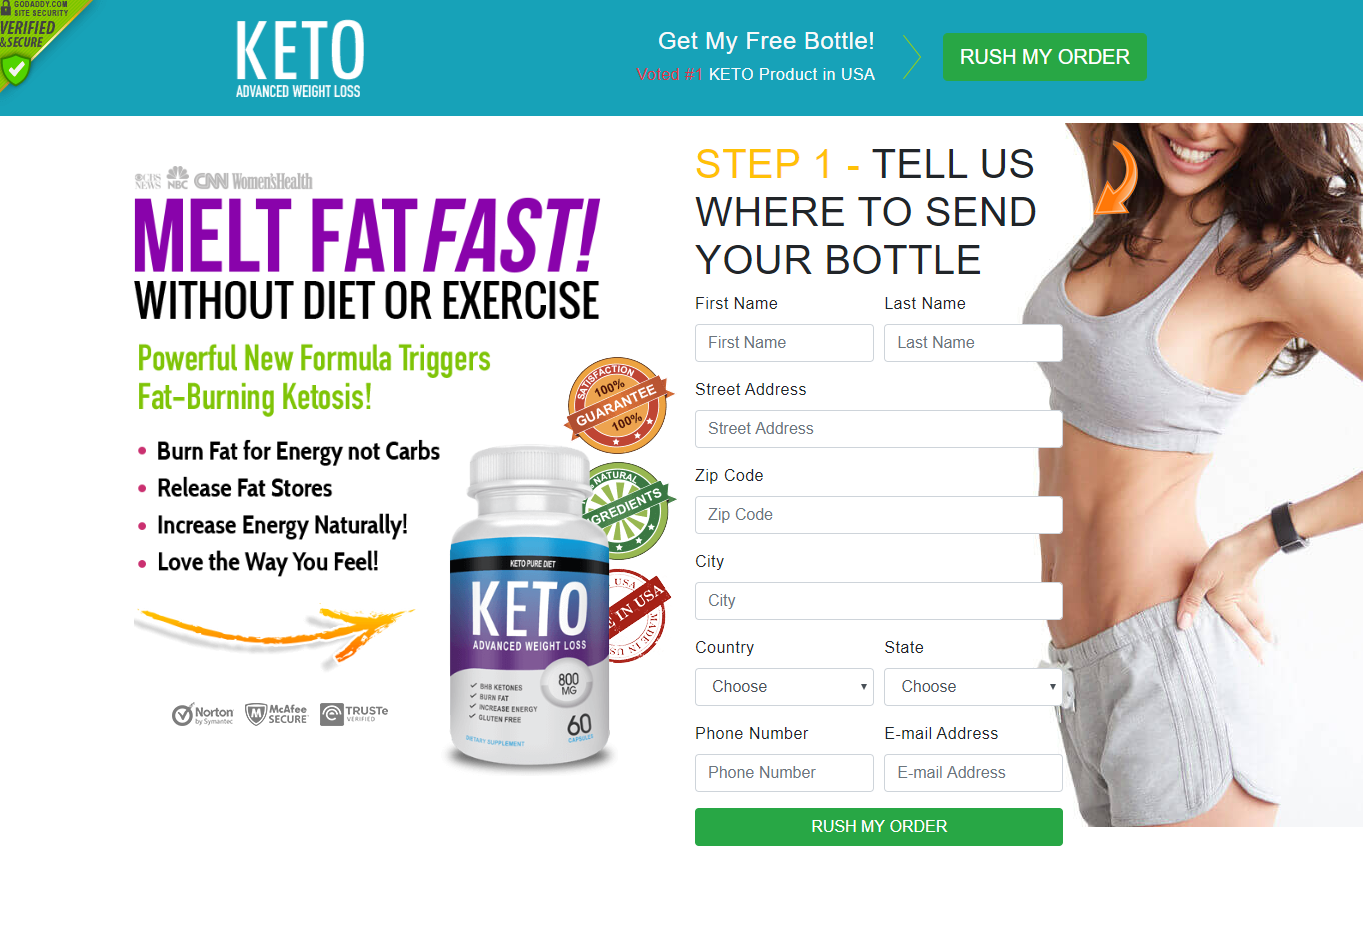 GODADDY.COM
SITE SECURITY
VERIFIED
& SECURE
KETO
ADVANCED WEIGHT LOSS
Get My Free Bottle!
Voted #1 KETO Product in USA
RUSH MY ORDER
CBS NEWS NBC CNN Women'sHealth
MELT FAT FAST!
WITHOUT DIET OR EXERCISE
Powerful New Formula Triggers
Fat-Burning Ketosis!
• Burn Fat for Energy not Carbs
• Release Fat Stores
• Increase Energy Naturally!
• Love the Way You Feel!
Norton
by Symantec
McAfee
SECURE
TRUSTe
VERIFIED
SATISFACTION
100%
GUARANTEE
100%
NATURAL
GREDIENTS
USA
E IN USA
MADE IN US
KETO PURE DIET
KETO
ADVANCED WEIGHT LOSS
800
MG
BHB KETONES
BURN FAT
INCREASE ENERGY
GLUTEN FREE
60
CAPSULES
DIETARY SUPPLEMENT
STEP 1 - TELL US
WHERE TO SEND
YOUR BOTTLE
First Name Last Name
First Name Last Name
Street Address
Street Address
Zip Code
Zip Code
City
City
Country State
Choose Choose
Phone Number E-mail Address
Phone Number E-mail Address
RUSH MY ORDER